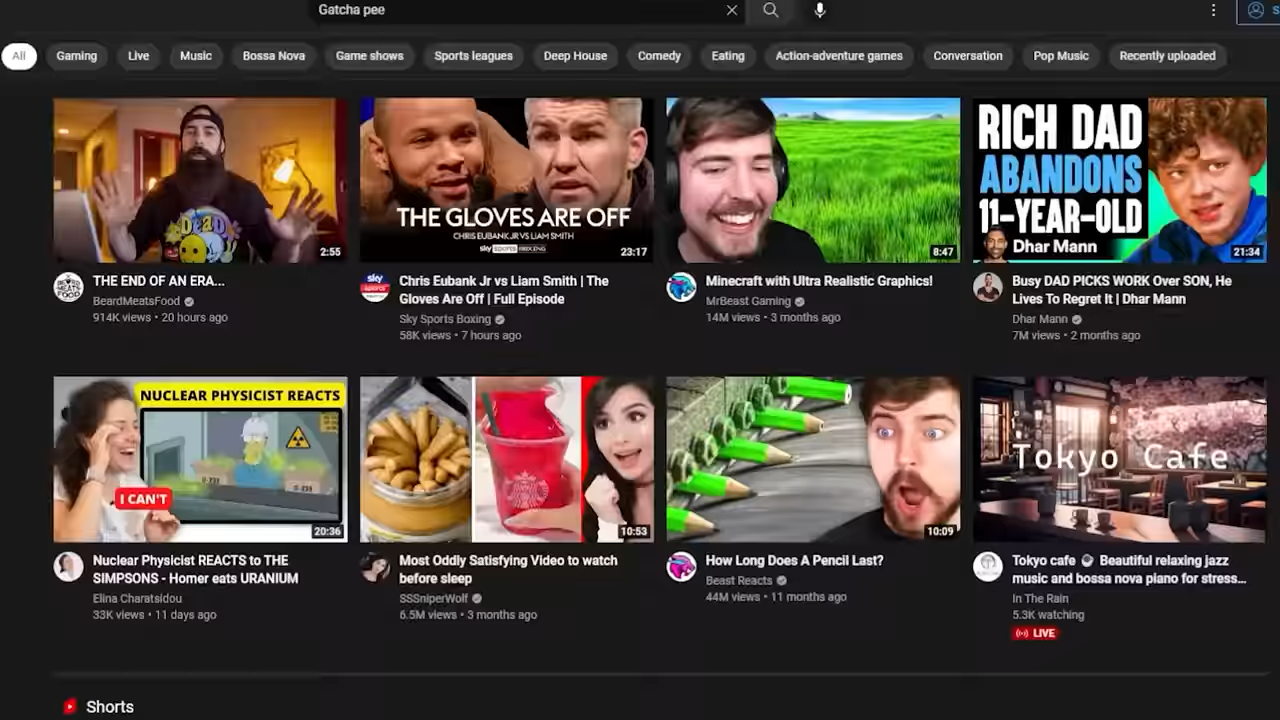 Gatcha pee
All
Gaming
Live
Music
Bossa Nova
Game shows
Sports leagues
Deep House
Comedy
Eating
Action-adventure games
Conversation
Pop Music
Recently uploaded
2:55
THE GLOVES ARE OFF
CHRIS EUBANK JR VS LIAM SMITH
sky sports BOXING
23:17
8:47
RICH DAD
ABANDONS
11-YEAR-OLD
Dhar Mann
21:34
THE END OF AN ERA...
BeardMeatsFood
914K views • 20 hours ago
Chris Eubank Jr vs Liam Smith | The
Gloves Are Off | Full Episode
Sky Sports Boxing
58K views • 7 hours ago
Minecraft with Ultra Realistic Graphics!
MrBeast Gaming
14M views • 3 months ago
Busy DAD PICKS WORK Over SON, He
Lives To Regret It | Dhar Mann
Dhar Mann
7M views • 2 months ago
NUCLEAR PHYSICIST REACTS
I CAN'T
20:36
10:53
10:09
Tokyo Cafe
Nuclear Physicist REACTS to THE
SIMPSONS - Homer eats URANIUM
Elina Charatsidou
33K views • 11 days ago
Most Oddly Satisfying Video to watch
before sleep
SSSniperWolf
6.5M views • 3 months ago
How Long Does A Pencil Last?
Beast Reacts
44M views • 11 months ago
Tokyo cafe ☕ Beautiful relaxing jazz
music and bossa nova piano for stress...
In The Rain
5.3K watching
LIVE
Shorts